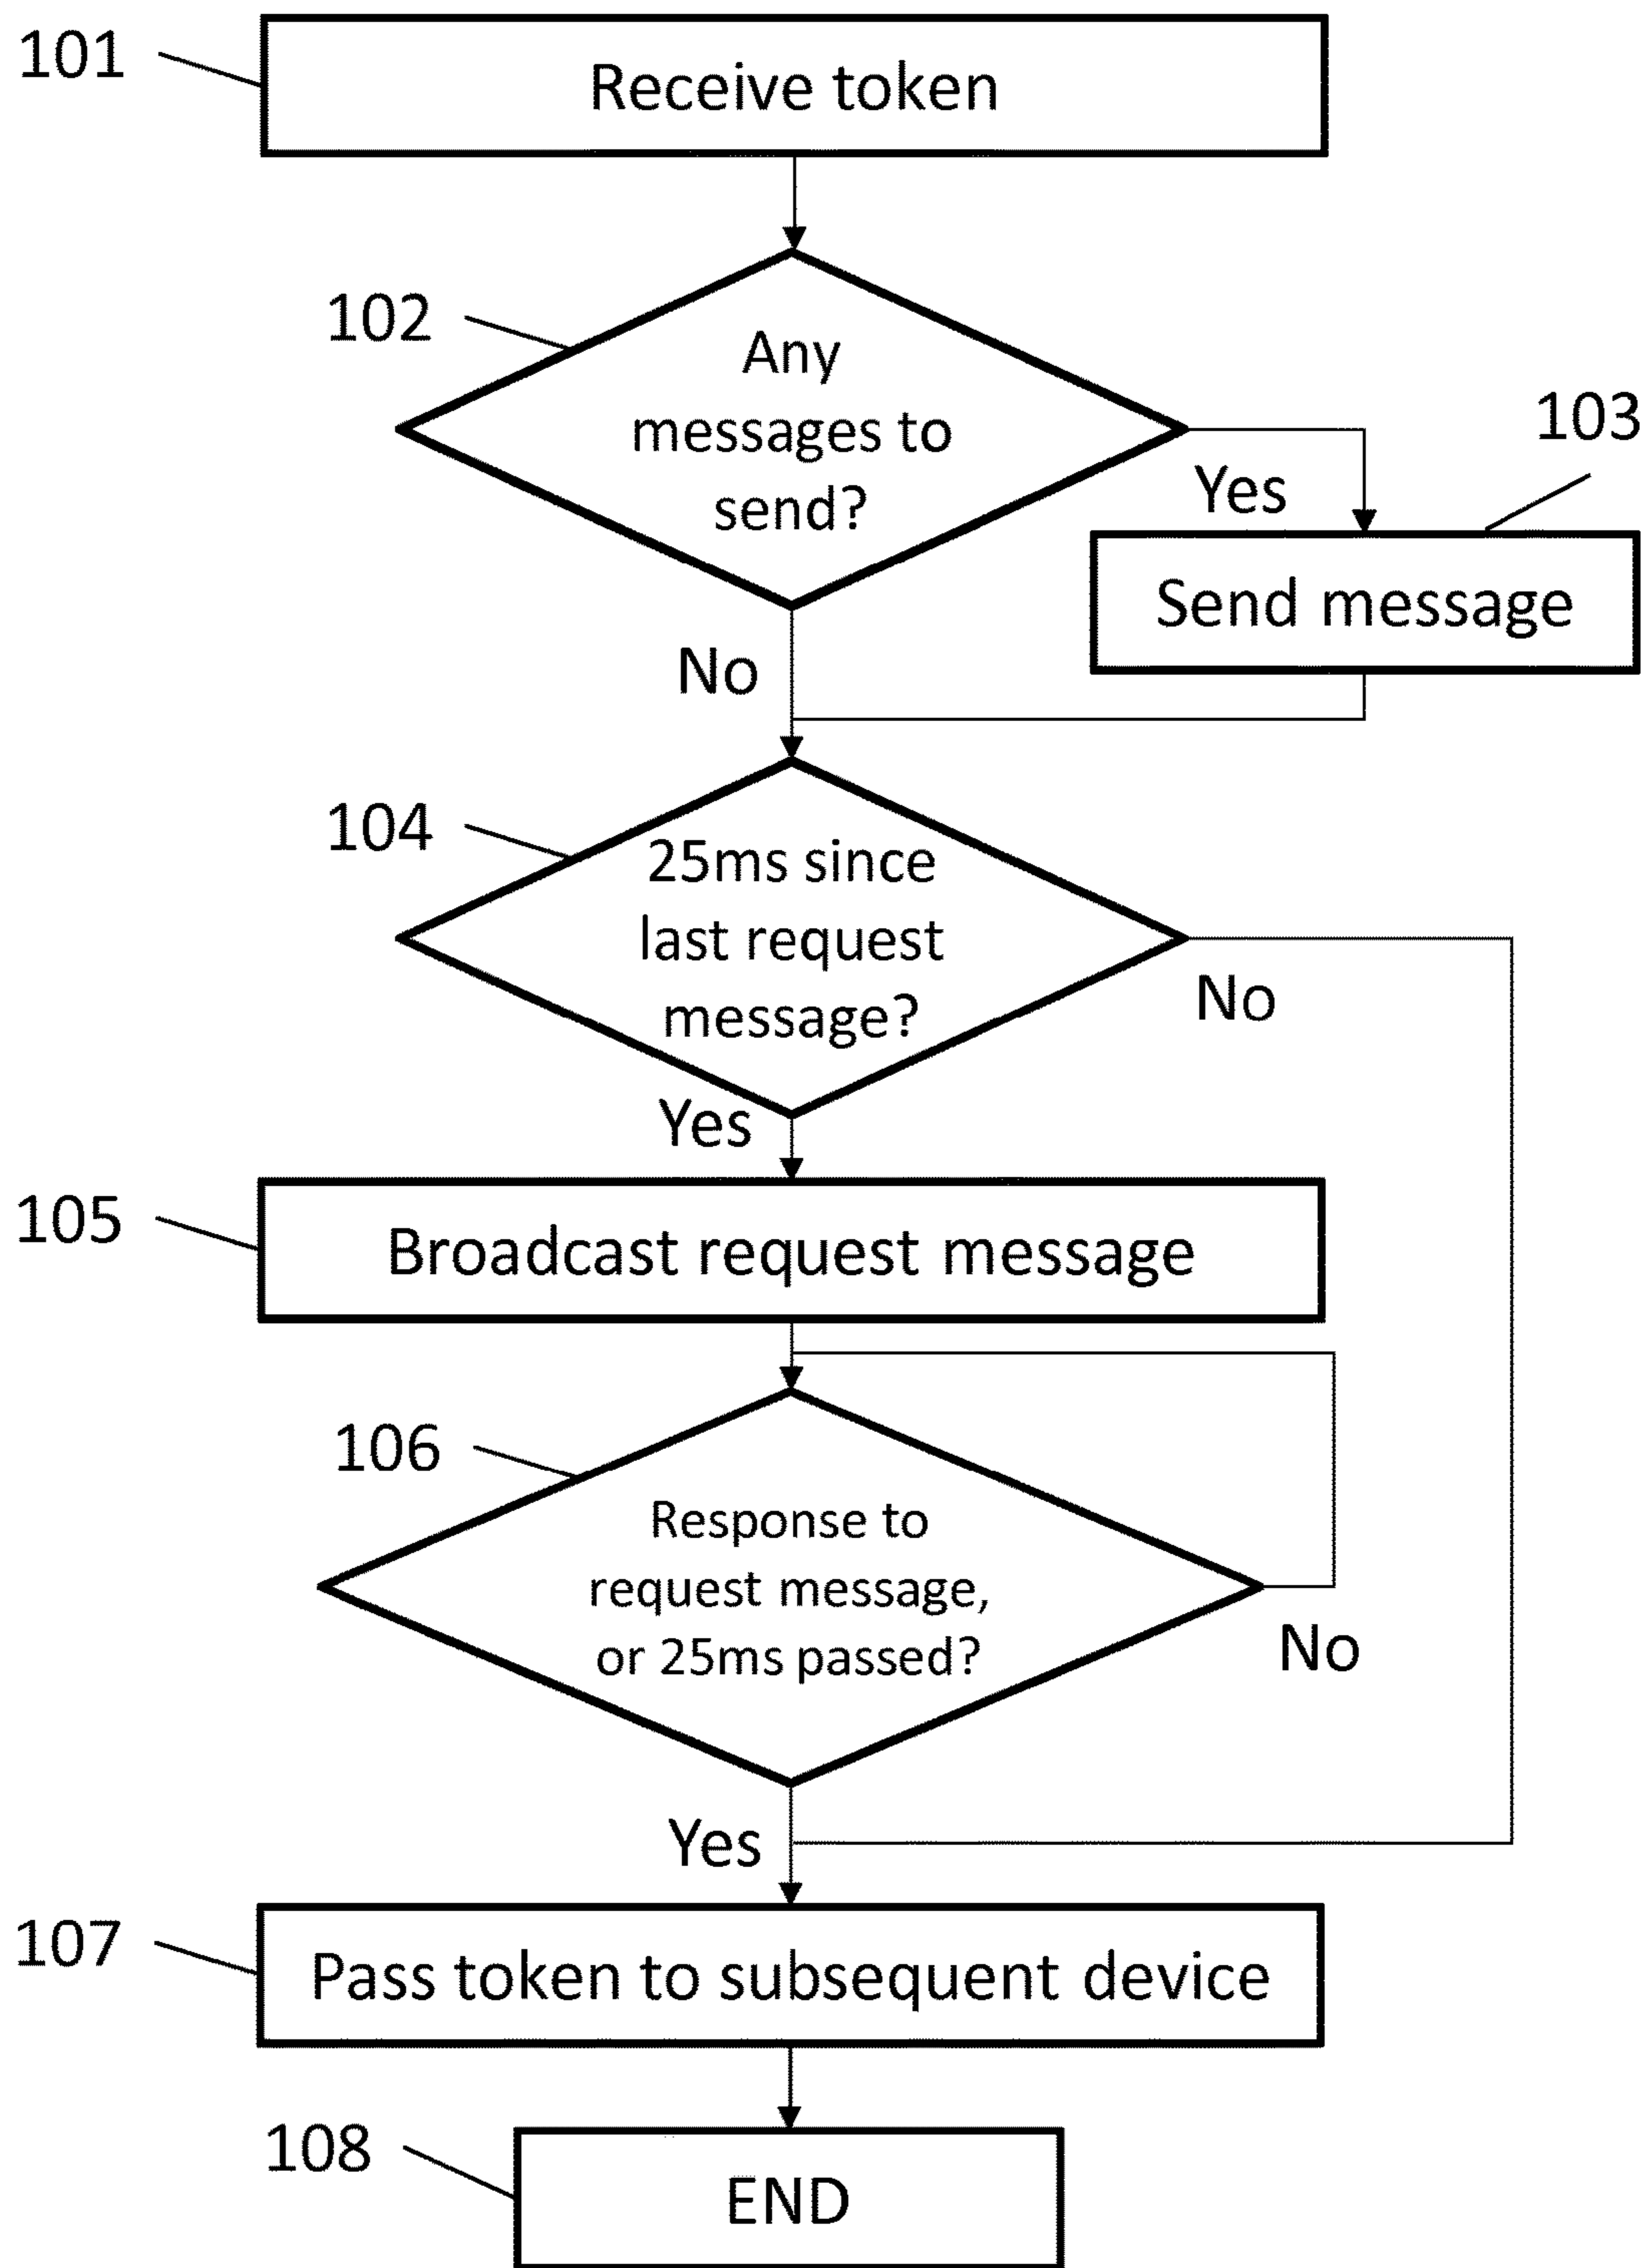 101
Receive token
102
Any
messages to
send?
103
Yes
Send message
No
104
25ms since
last request
message?
No
Yes
105
Broadcast request message
106
Response to
request message,
or 25ms passed?
No
Yes
107
Pass token to subsequent device
108
END